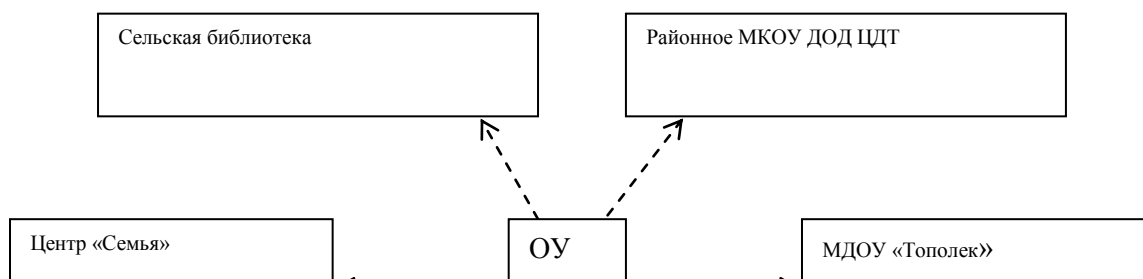 Сельская библиотека
Районное МКОУ ДОД ЦДТ
Центр «Семья»
ОУ
МДОУ «Тополек»